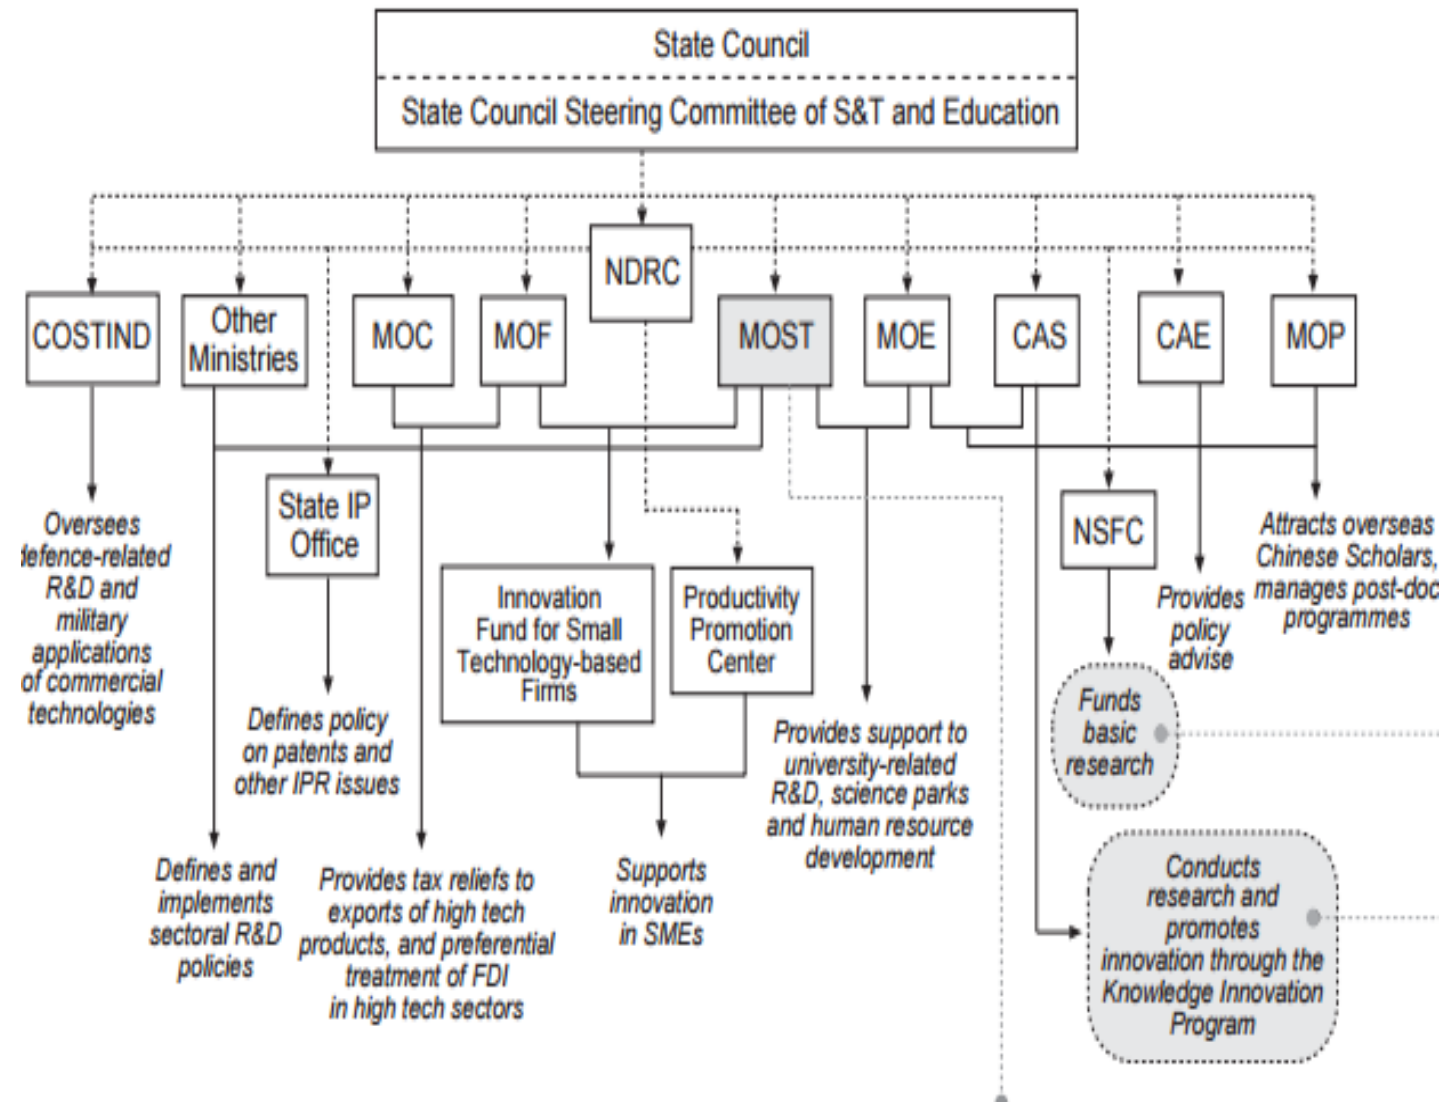 State Council
State Council Steering Committee of S&T and Education
NDRC
COSTIND
Other
Ministries
MOC
MOF
MOST
MOE
CAS
CAE
MOP
State IP
Office
NSFC
Innovation
Fund for Small
Technology-based
Firms
Productivity
Promotion
Center
Oversees
defence-related
R&D and
military
applications
of commercial
technologies
Attracts overseas
Chinese Scholars,
manages post-doc
programmes
Provides
policy
advise
Funds
basic
research
Defines policy
on patents and
other IPR issues
Provides support to
university-related
R&D, science parks
and human resource
development
Defines and
implements
sectoral R&D
policies
Provides tax reliefs to
exports of high tech
products, and preferential
treatment of FDI
in high tech sectors
Supports
innovation
in SMEs
Conducts
research and
promotes
innovation through the
Knowledge Innovation
Program